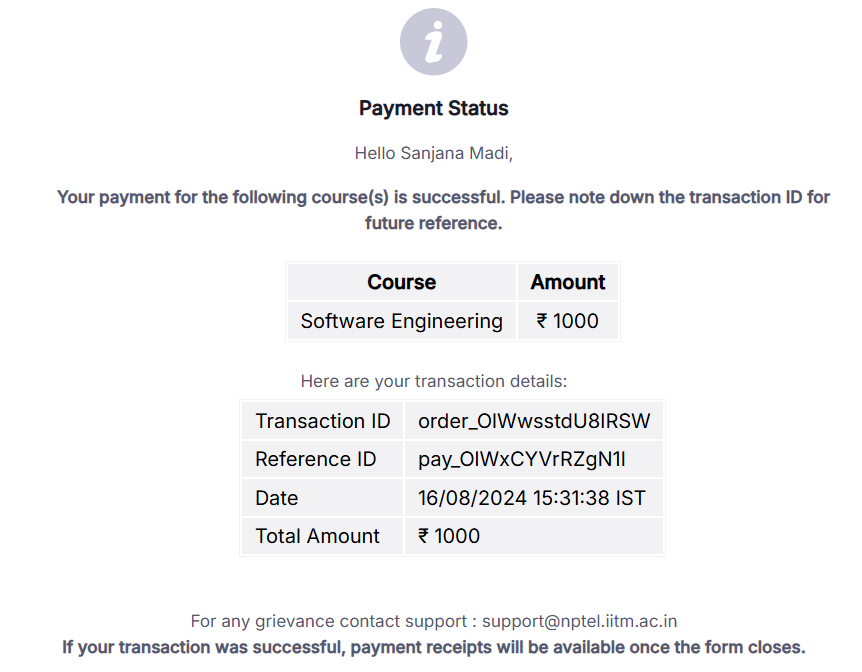 Payment Status
Hello Sanjana Madi,
Your payment for the following course(s) is successful. Please note down the transaction ID for
future reference.
Course Amount
Software Engineering ₹ 1000
Here are your transaction details:
Transaction ID order_OlWwsstdU8IRSW
Reference ID pay_OlWxCYVrRZgN1I
Date 16/08/2024 15:31:38 IST
Total Amount ₹ 1000
For any grievance contact support : support@nptel.iitm.ac.in
If your transaction was successful, payment receipts will be available once the form closes.